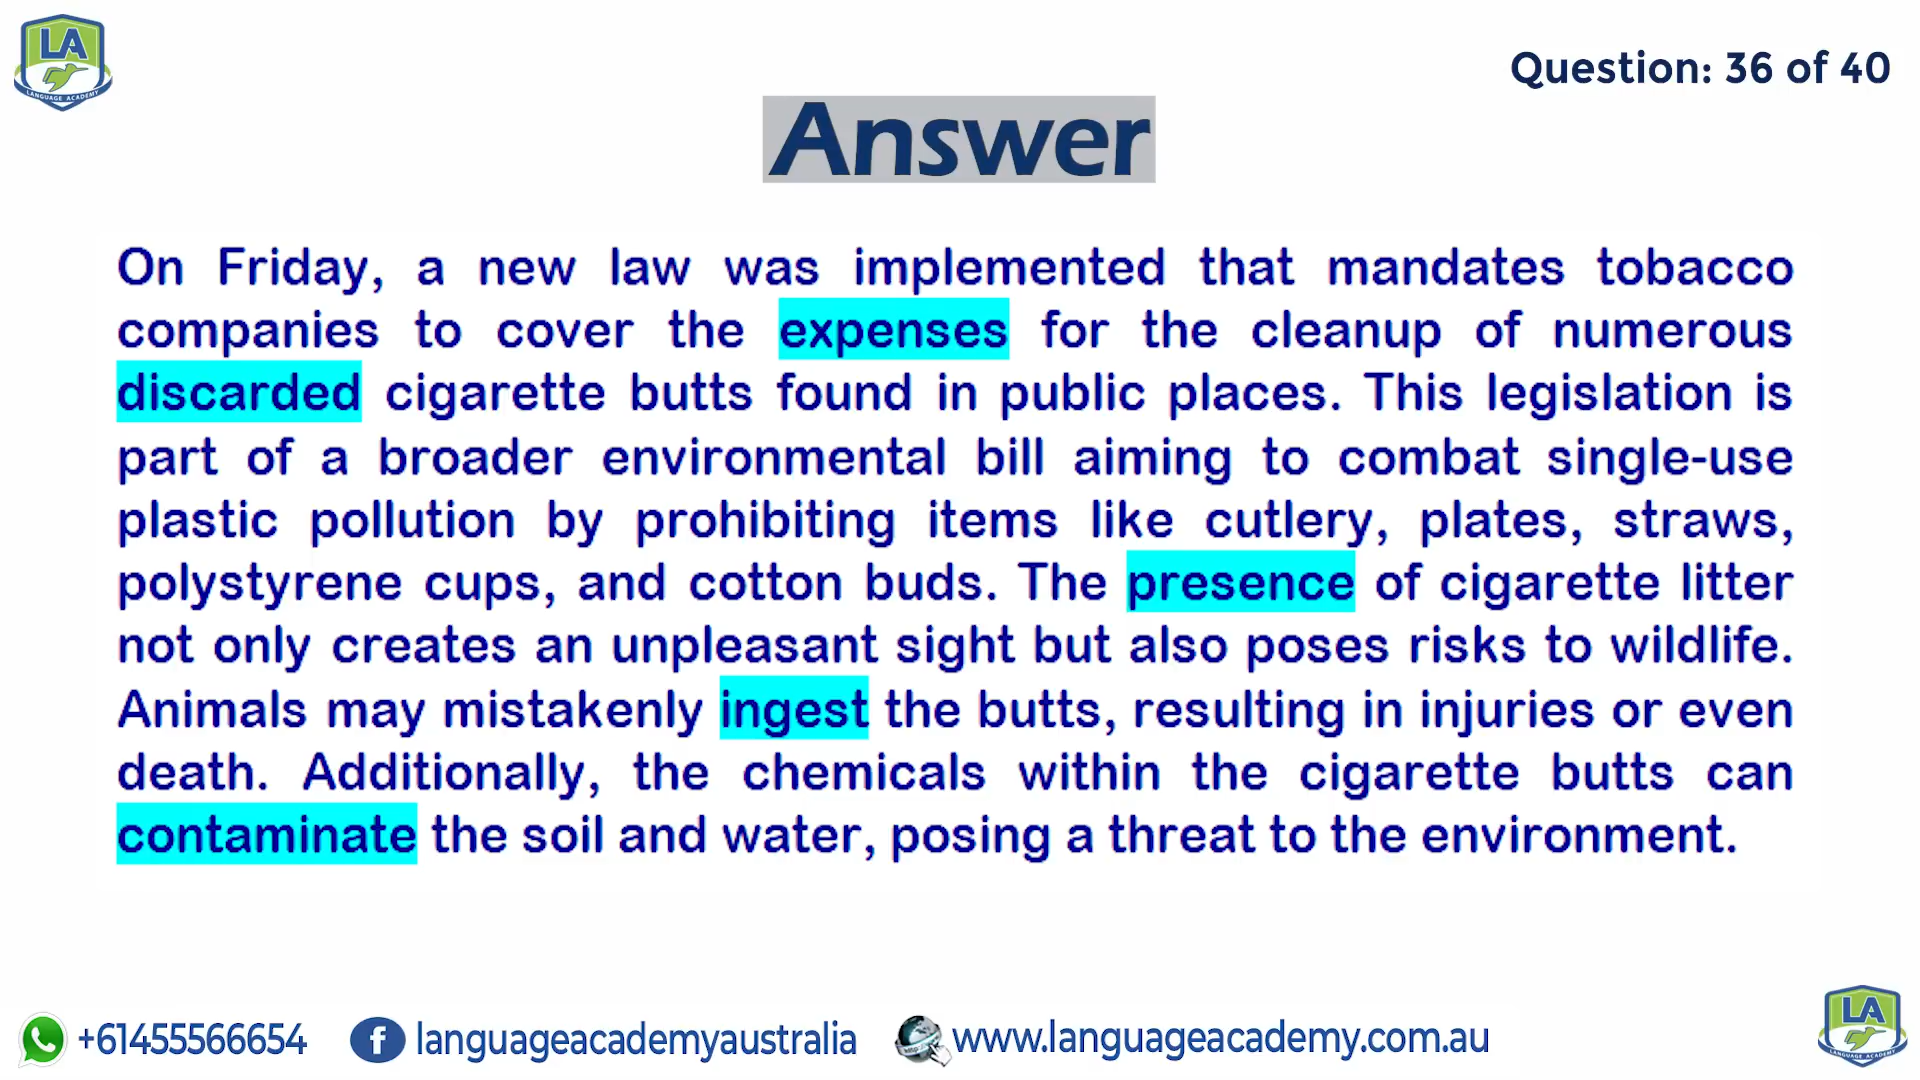 LA
LANGUAGE ACADEMY
Question: 36 of 40
Answer
On Friday, a new law was implemented that mandates tobacco
companies to cover the expenses for the cleanup of numerous
discarded cigarette butts found in public places. This legislation is
part of a broader environmental bill aiming to combat single-use
plastic pollution by prohibiting items like cutlery, plates, straws,
polystyrene cups, and cotton buds. The presence of cigarette litter
not only creates an unpleasant sight but also poses risks to wildlife.
Animals may mistakenly ingest the butts, resulting in injuries or even
death. Additionally, the chemicals within the cigarette butts can
contaminate the soil and water, posing a threat to the environment.
+61455566654
f
languageacademyaustralia
www.languageacademy.com.au
LA
LANGUAGE ACADEMY